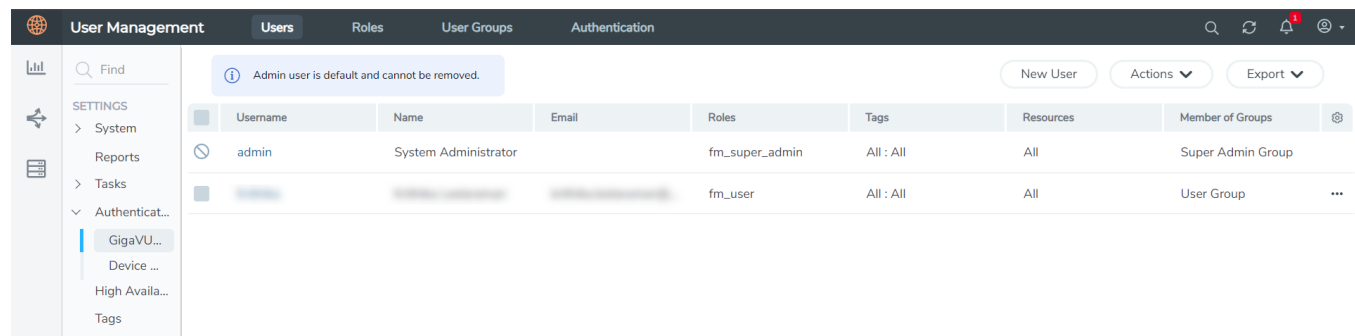 User Management Users Roles User Groups Authentication 1
Find
Admin user is default and cannot be removed. New User Actions Export
SETTINGS
System
Reports
Tasks
Authenticat...
GigaVU...
Device ...
High Availa...
Tags
Username Name Email Roles Tags Resources Member of Groups
admin System Administrator fm_super_admin All : All All Super Admin Group
fm_user All : All All User Group ...